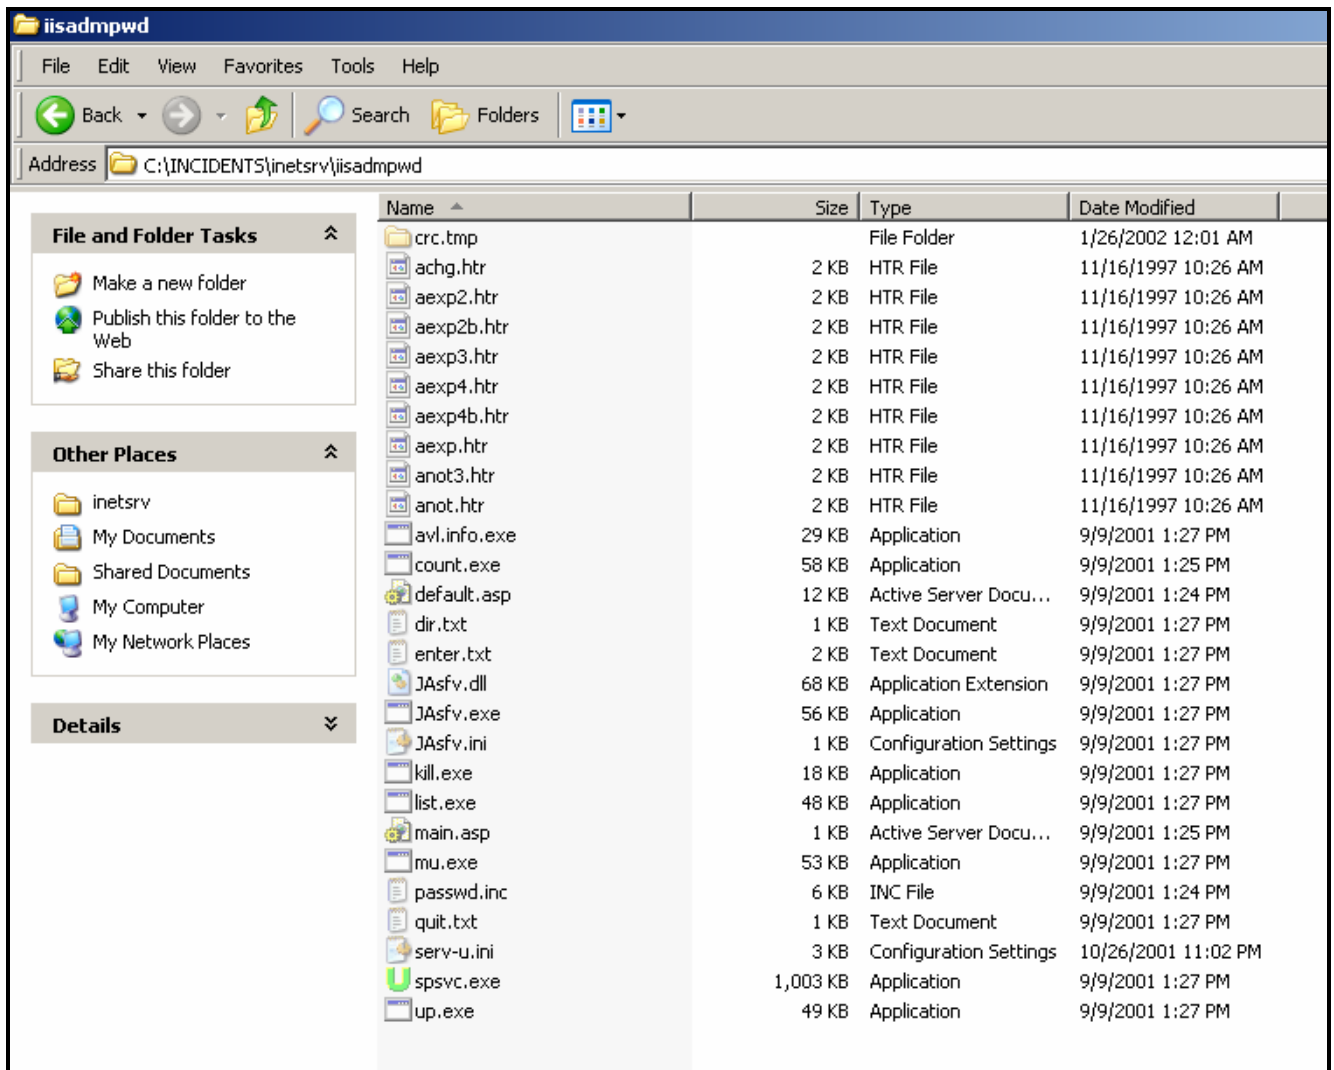 iisadmpwd
File Edit View Favorites Tools Help
Back Search Folders
Address C:\INCIDENTS\inetsrv\iisadmpwd
File and Folder Tasks
Make a new folder
Publish this folder to the
Web
Share this folder
Other Places
inetsrv
My Documents
Shared Documents
My Computer
My Network Places
Details
Name Size Type Date Modified
crc.tmp File Folder 1/26/2002 12:01 AM
achg.htr 2 KB HTR File 11/16/1997 10:26 AM
aexp2.htr 2 KB HTR File 11/16/1997 10:26 AM
aexp2b.htr 2 KB HTR File 11/16/1997 10:26 AM
aexp3.htr 2 KB HTR File 11/16/1997 10:26 AM
aexp4.htr 2 KB HTR File 11/16/1997 10:26 AM
aexp4b.htr 2 KB HTR File 11/16/1997 10:26 AM
aexp.htr 2 KB HTR File 11/16/1997 10:26 AM
anot3.htr 2 KB HTR File 11/16/1997 10:26 AM
anot.htr 2 KB HTR File 11/16/1997 10:26 AM
avl.info.exe 29 KB Application 9/9/2001 1:27 PM
count.exe 58 KB Application 9/9/2001 1:25 PM
default.asp 12 KB Active Server Docu... 9/9/2001 1:24 PM
dir.txt 1 KB Text Document 9/9/2001 1:27 PM
enter.txt 2 KB Text Document 9/9/2001 1:27 PM
JAsfv.dll 68 KB Application Extension 9/9/2001 1:27 PM
JAsfv.exe 56 KB Application 9/9/2001 1:27 PM
JAsfv.ini 1 KB Configuration Settings 9/9/2001 1:27 PM
kill.exe 18 KB Application 9/9/2001 1:27 PM
list.exe 48 KB Application 9/9/2001 1:27 PM
main.asp 1 KB Active Server Docu... 9/9/2001 1:25 PM
mu.exe 53 KB Application 9/9/2001 1:27 PM
passwd.inc 6 KB INC File 9/9/2001 1:24 PM
quit.txt 1 KB Text Document 9/9/2001 1:27 PM
serv-u.ini 3 KB Configuration Settings 10/26/2001 11:02 PM
spsvc.exe 1,003 KB Application 9/9/2001 1:27 PM
up.exe 49 KB Application 9/9/2001 1:27 PM